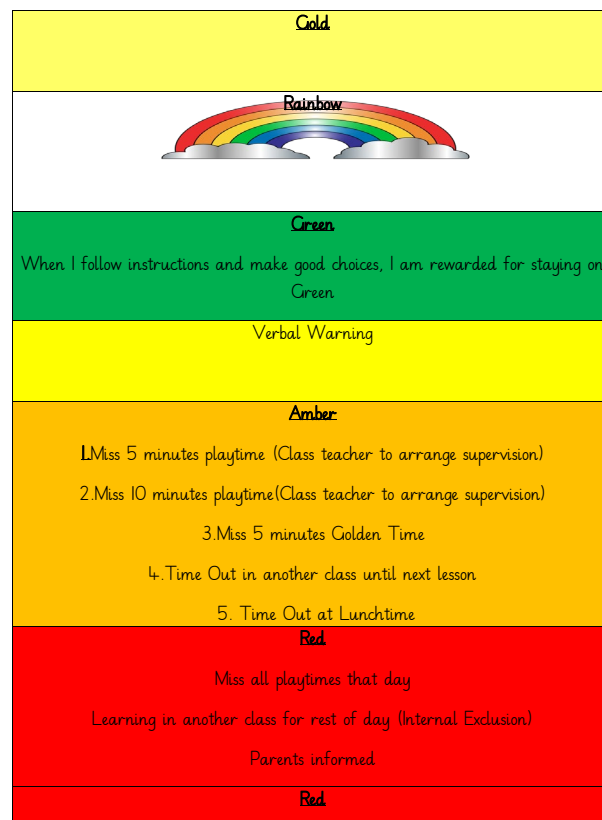 Gold
Rainbow
Green
When I follow instructions and make good choices, I am rewarded for staying on
Green
Verbal Warning
Amber
1.Miss 5 minutes playtime (Class teacher to arrange supervision)
2.Miss 10 minutes playtime(Class teacher to arrange supervision)
3.Miss 5 minutes Golden Time
4.Time Out in another class until next lesson
5. Time Out at Lunchtime
Red
Miss all playtimes that day
Learning in another class for rest of day (Internal Exclusion)
Parents informed
Red